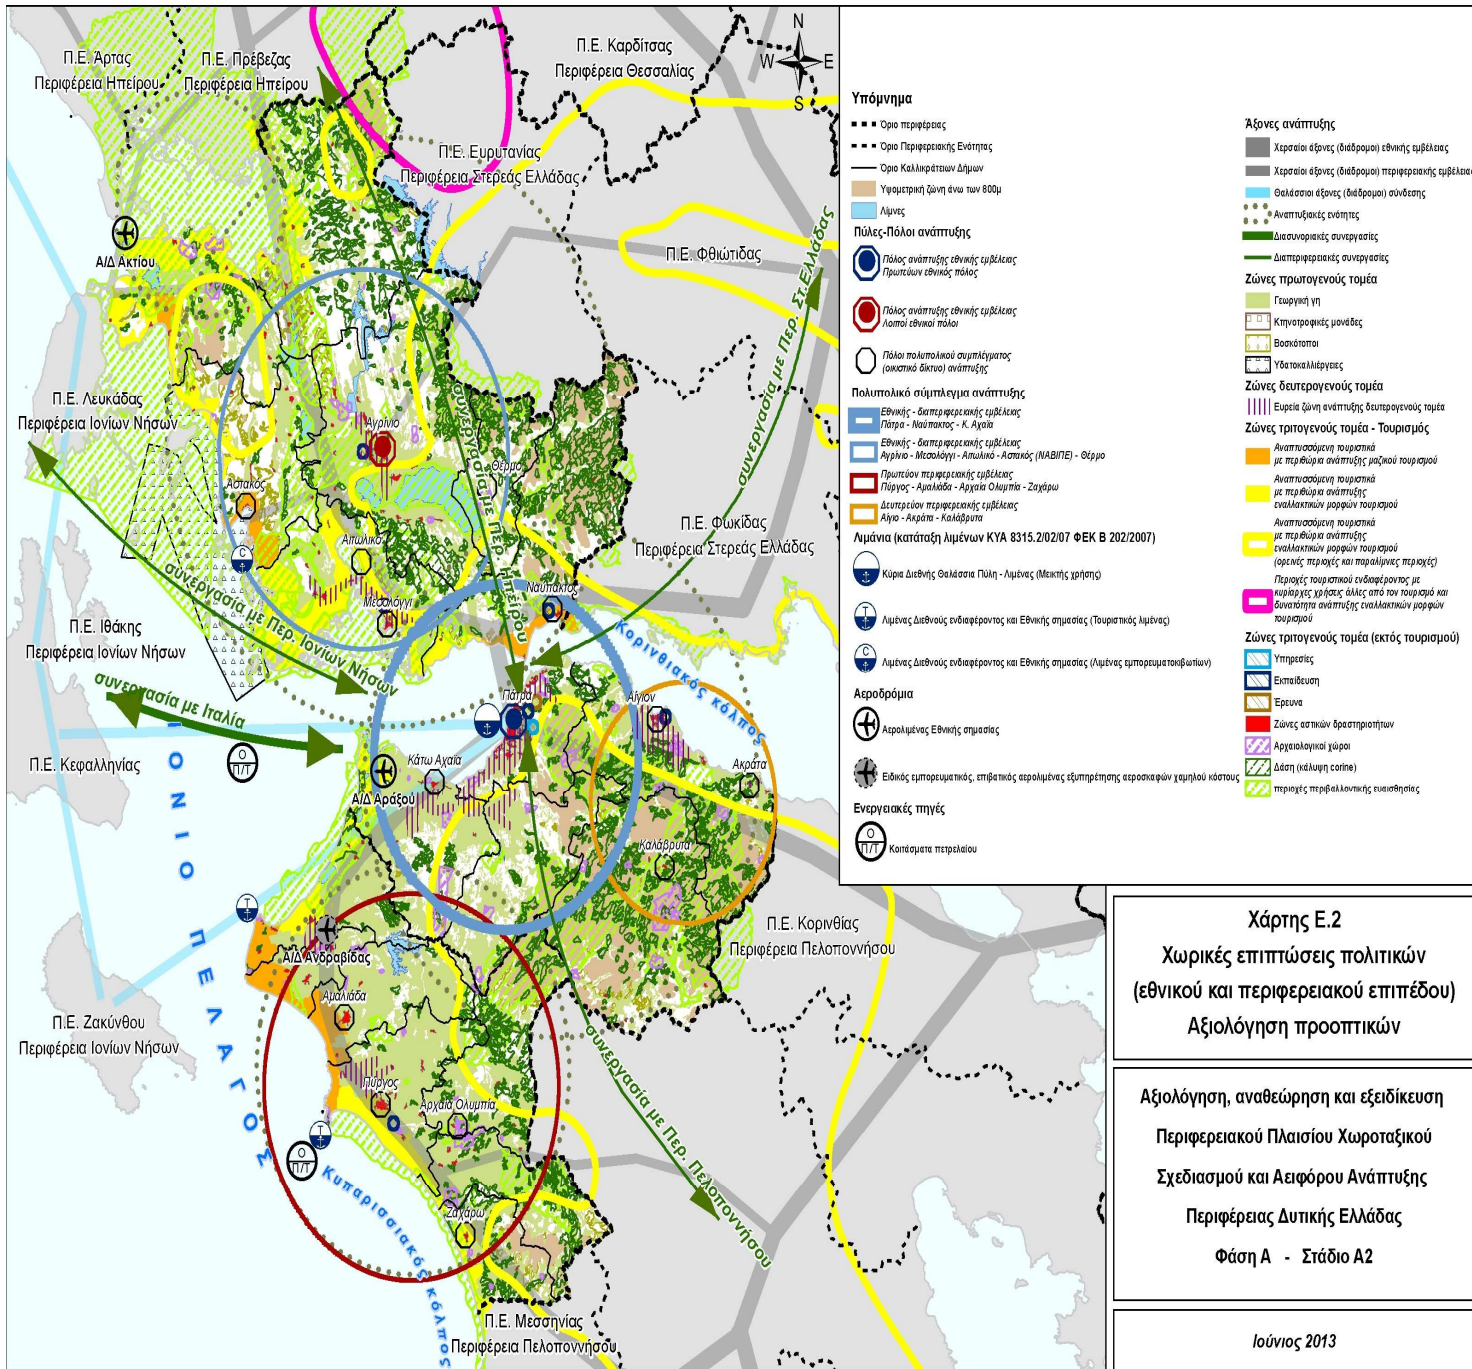 Π.Ε. Άρτας
Περιφέρεια Ηπείρου
Π.Ε. Πρέβεζας
Περιφέρεια Ηπείρου
Π.Ε. Καρδίτσας
Περιφέρεια Θεσσαλίας
N
W
E
S
Π.Ε. Ευρυτανίας
Περιφέρεια Στερεάς Ελλάδας
Α/Δ Ακτίου
Π.Ε. Φθιώτιδας
συνεργασία με Περ. Στ. Ελλάδας
Π.Ε. Λευκάδας
Περιφέρεια Ιονίων Νήσων
Αγρίνιο
συνεργασία με Περ. Ηπείρου
Θέρμο
Αστακός
Αιτωλικό
Π.Ε. Φωκίδας
Περιφέρεια Στερεάς Ελλάδας
C
συνεργασία με Περ. Ιονίων Νήσων
Μεσολόγγι
Ναύπακτος
Κορινθιακός κόλπος
Π.Ε. Ιθάκης
Περιφέρεια Ιονίων Νήσων
συνεργασία με Ιταλία
Πάτρα
Αίγιον
Π.Ε. Κεφαλληνίας
Ο
Π/Τ
Κάτω Αχαΐα
Ακράτα
Α/Δ Αράξου
Καλάβρυτα
ΙΟΝΙΟ ΠΕΛΑΓΟΣ
T
Α/Δ Ανδραβίδας
Π.Ε. Κορινθίας
Περιφέρεια Πελοποννήσου
Αμαλιάδα
Π.Ε. Ζακύνθου
Περιφέρεια Ιονίων Νήσων
συνεργασία με Περ. Πελοποννήσου
Πύργος
Αρχαία Ολυμπία
T
Ο
Π/Τ
Κυπαρισσιακός κόλπος
Ζαχάρω
Π.Ε. Μεσσηνίας
Περιφέρεια Πελοποννήσου
Υπόμνημα
Όριο περιφέρειας
Όριο Περιφερειακής Ενότητας
Όριο Καλλικράτειων Δήμων
Υψομετρική ζώνη άνω των 800μ
Λίμνες
Πύλες-Πόλοι ανάπτυξης
Πόλος ανάπτυξης εθνικής εμβέλειας
Πρωτεύων εθνικός πόλος
Πόλος ανάπτυξης εθνικής εμβέλειας
Λοιποί εθνικοί πόλοι
Πόλοι πολυπολικού συμπλέγματος
(οικιστικό δίκτυο) ανάπτυξης
Πολυπολικό σύμπλεγμα ανάπτυξης
Εθνικής - διαπεριφερειακής εμβέλειας
Πάτρα - Ναύπακτος - Κ. Αχαΐα
Εθνικής - διαπεριφερειακής εμβέλειας
Αγρίνιο - Μεσολόγγι - Αιτωλικό - Αστακός (ΝΑΒΙΠΕ) - Θέρμο
Πρωτεύον περιφερειακής εμβέλειας
Πύργος - Αμαλιάδα - Αρχαία Ολυμπία - Ζαχάρω
Δευτερεύον περιφερειακής εμβέλειας
Αίγιο - Ακράτα - Καλάβρυτα
Λιμάνια (κατάταξη λιμένων ΚΥΑ 8315.2/02/07 ΦΕΚ Β 202/2007)
Κύρια Διεθνής Θαλάσσια Πύλη - Λιμένας (Μεικτής χρήσης)
T
Λιμένας Διεθνούς ενδιαφέροντος και Εθνικής σημασίας (Τουριστικός λιμένας)
C
Λιμένας Διεθνούς ενδιαφέροντος και Εθνικής σημασίας (Λιμένας εμπορευματοκιβωτίων)
Αεροδρόμια
Αερολιμένας Εθνικής σημασίας
Ειδικός εμπορευματικός, επιβατικός αερολιμένας εξυπηρέτησης αεροσκαφών χαμηλού κόστους
Ενεργειακές πηγές
Ο
Π/Τ
Κοιτάσματα πετρελαίου
Άξονες ανάπτυξης
Χερσαίοι άξονες (διάδρομοι) εθνικής εμβέλειας
Χερσαίοι άξονες (διάδρομοι) περιφερειακής εμβέλειας
Θαλάσσιοι άξονες (διάδρομοι) σύνδεσης
Αναπτυξιακές ενότητες
Διασυνοριακές συνεργασίες
Διαπεριφερειακές συνεργασίες
Ζώνες πρωτογενούς τομέα
Γεωργική γη
Κτηνοτροφικές μονάδες
Βοσκότοποι
Υδατοκαλλιέργειες
Ζώνες δευτερογενούς τομέα
Ευρεία ζώνη ανάπτυξης δευτερογενούς τομέα
Ζώνες τριτογενούς τομέα - Τουρισμός
Αναπτυσσόμενη τουριστικά
με περιθώρια ανάπτυξης μαζικού τουρισμού
Αναπτυσσόμενη τουριστικά
με περιθώρια ανάπτυξης
εναλλακτικών μορφών τουρισμού
Αναπτυσσόμενη τουριστικά
με περιθώρια ανάπτυξης
εναλλακτικών μορφών τουρισμού
(ορεινές περιοχές και παραλίμνιες περιοχές)
Περιοχές τουριστικού ενδιαφέροντος με
κυρίαρχες χρήσεις άλλες από τον τουρισμό και
δυνατότητα ανάπτυξης εναλλακτικών μορφών
τουρισμού
Ζώνες τριτογενούς τομέα (εκτός τουρισμού)
Υπηρεσίες
Εκπαίδευση
Έρευνα
Ζώνες αστικών δραστηριοτήτων
Αρχαιολογικοί χώροι
Δάση (κάλυψη corine)
περιοχές περιβαλλοντικής ευαισθησίας
Χάρτης Ε.2
Χωρικές επιπτώσεις πολιτικών
(εθνικού και περιφερειακού επιπέδου)
Αξιολόγηση προοπτικών
Αξιολόγηση, αναθεώρηση και εξειδίκευση
Περιφερειακού Πλαισίου Χωροταξικού
Σχεδιασμού και Αειφόρου Ανάπτυξης
Περιφέρειας Δυτικής Ελλάδας
Φάση Α - Στάδιο Α2
Ιούνιος 2013